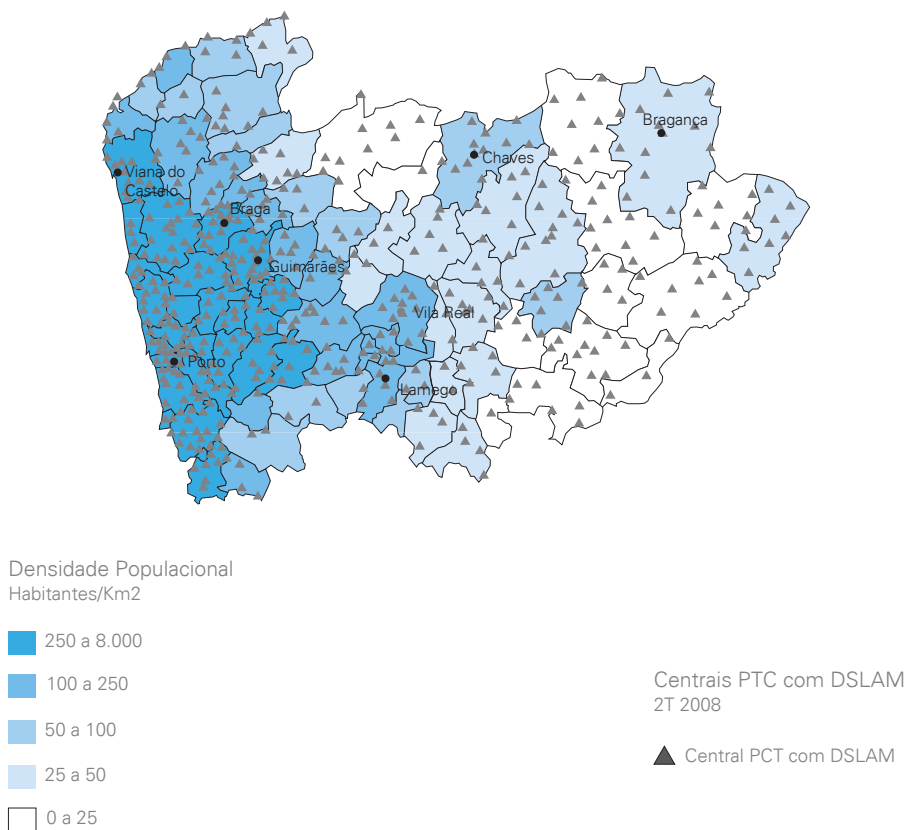 Bragança
Chaves
Viana do
Castelo
Braga
Guimarães
Vila Real
Porto
Lamego
Densidade Populacional
Habitantes/Km2
250 a 8.000
100 a 250
50 a 100
25 a 50
0 a 25
Centrais PTC com DSLAM
2T 2008
Central PCT com DSLAM